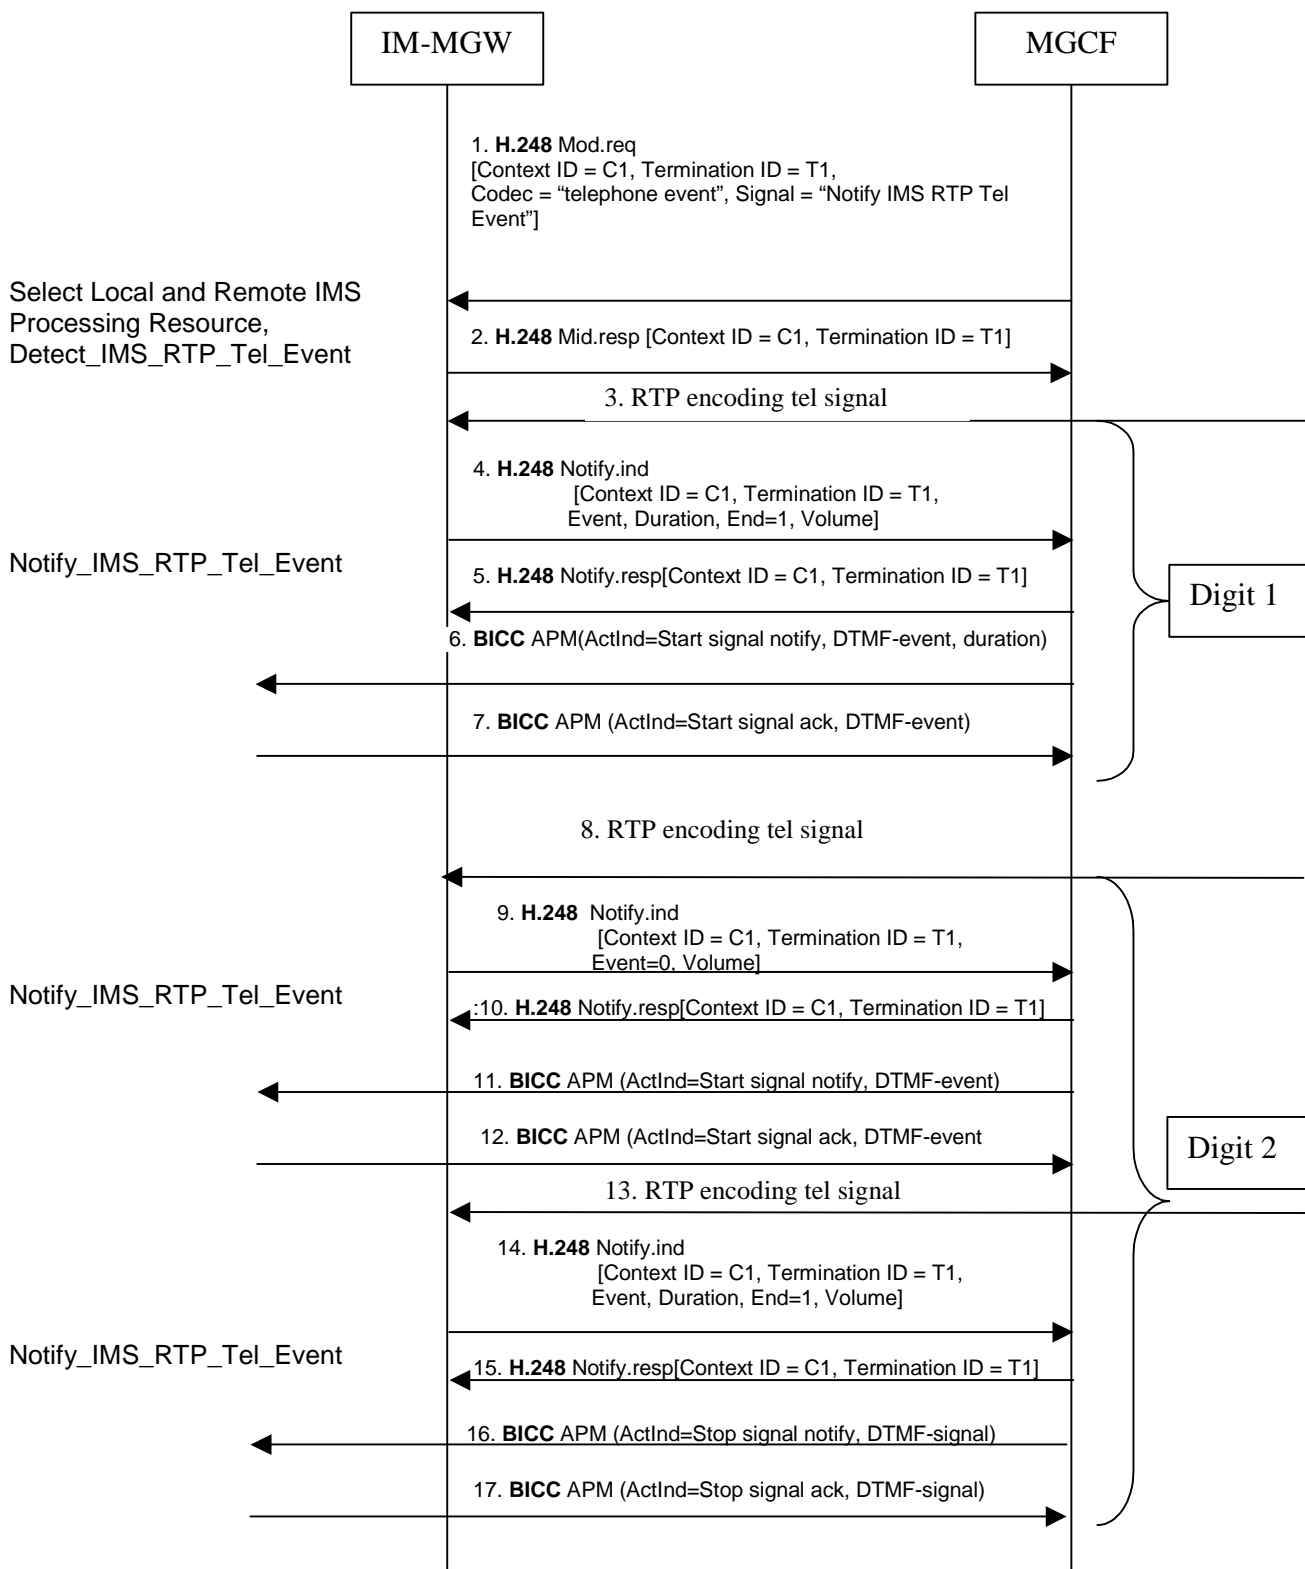 IM-MGW
MGCF
1. H.248 Mod.req
[Context ID = C1, Termination ID = T1,
Codec = “telephone event”, Signal = “Notify IMS RTP Tel
Event”]
Select Local and Remote IMS
Processing Resource,
Detect_IMS_RTP_Tel_Event
2. H.248 Mid.resp [Context ID = C1, Termination ID = T1]
3. RTP encoding tel signal
4. H.248 Notify.ind
[Context ID = C1, Termination ID = T1,
Event, Duration, End=1, Volume]
Notify_IMS_RTP_Tel_Event
5. H.248 Notify.resp[Context ID = C1, Termination ID = T1]
Digit 1
6. BICC APM(ActInd=Start signal notify, DTMF-event, duration)
7. BICC APM (ActInd=Start signal ack, DTMF-event)
8. RTP encoding tel signal
9. H.248 Notify.ind
[Context ID = C1, Termination ID = T1,
Event=0, Volume]
Notify_IMS_RTP_Tel_Event
:10. H.248 Notify.resp[Context ID = C1, Termination ID = T1]
11. BICC APM (ActInd=Start signal notify, DTMF-event)
12. BICC APM (ActInd=Start signal ack, DTMF-event
Digit 2
13. RTP encoding tel signal
14. H.248 Notify.ind
[Context ID = C1, Termination ID = T1,
Event, Duration, End=1, Volume]
Notify_IMS_RTP_Tel_Event
15. H.248 Notify.resp[Context ID = C1, Termination ID = T1]
16. BICC APM (ActInd=Stop signal notify, DTMF-signal)
17. BICC APM (ActInd=Stop signal ack, DTMF-signal)